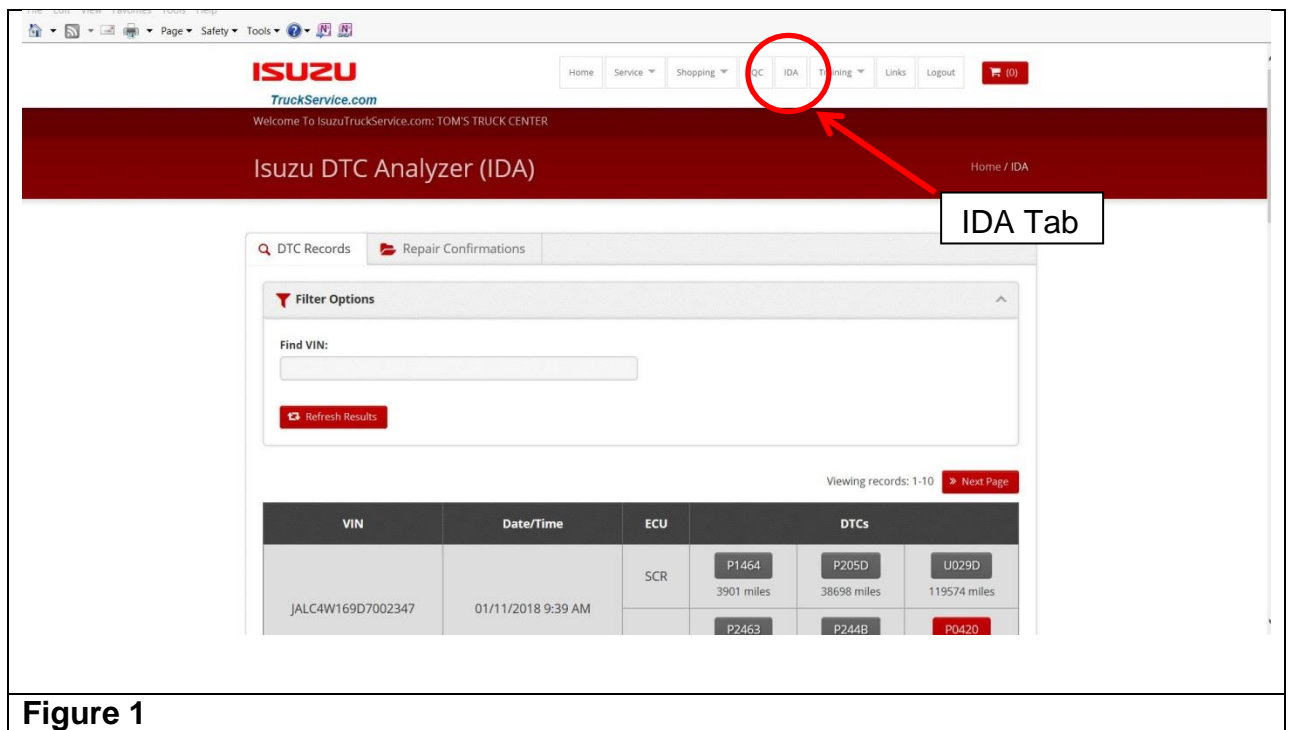 Page Safety Tools
ISUZU
TruckService.com
Home Service Shopping QC IDA Training Links Logout (0)
Welcome To IsuzuTruckService.com: TOM'S TRUCK CENTER
Isuzu DTC Analyzer (IDA)
Home / IDA
IDA Tab
DTC Records Repair Confirmations
Filter Options
Find VIN:
Refresh Results
Viewing records: 1-10 » Next Page
VIN Date/Time ECU DTCs
SCR P1464 P205D U029D
3901 miles 38698 miles 119574 miles
JALC4W169D7002347 01/11/2018 9:39 AM
P2463 P244B P0420
Figure 1